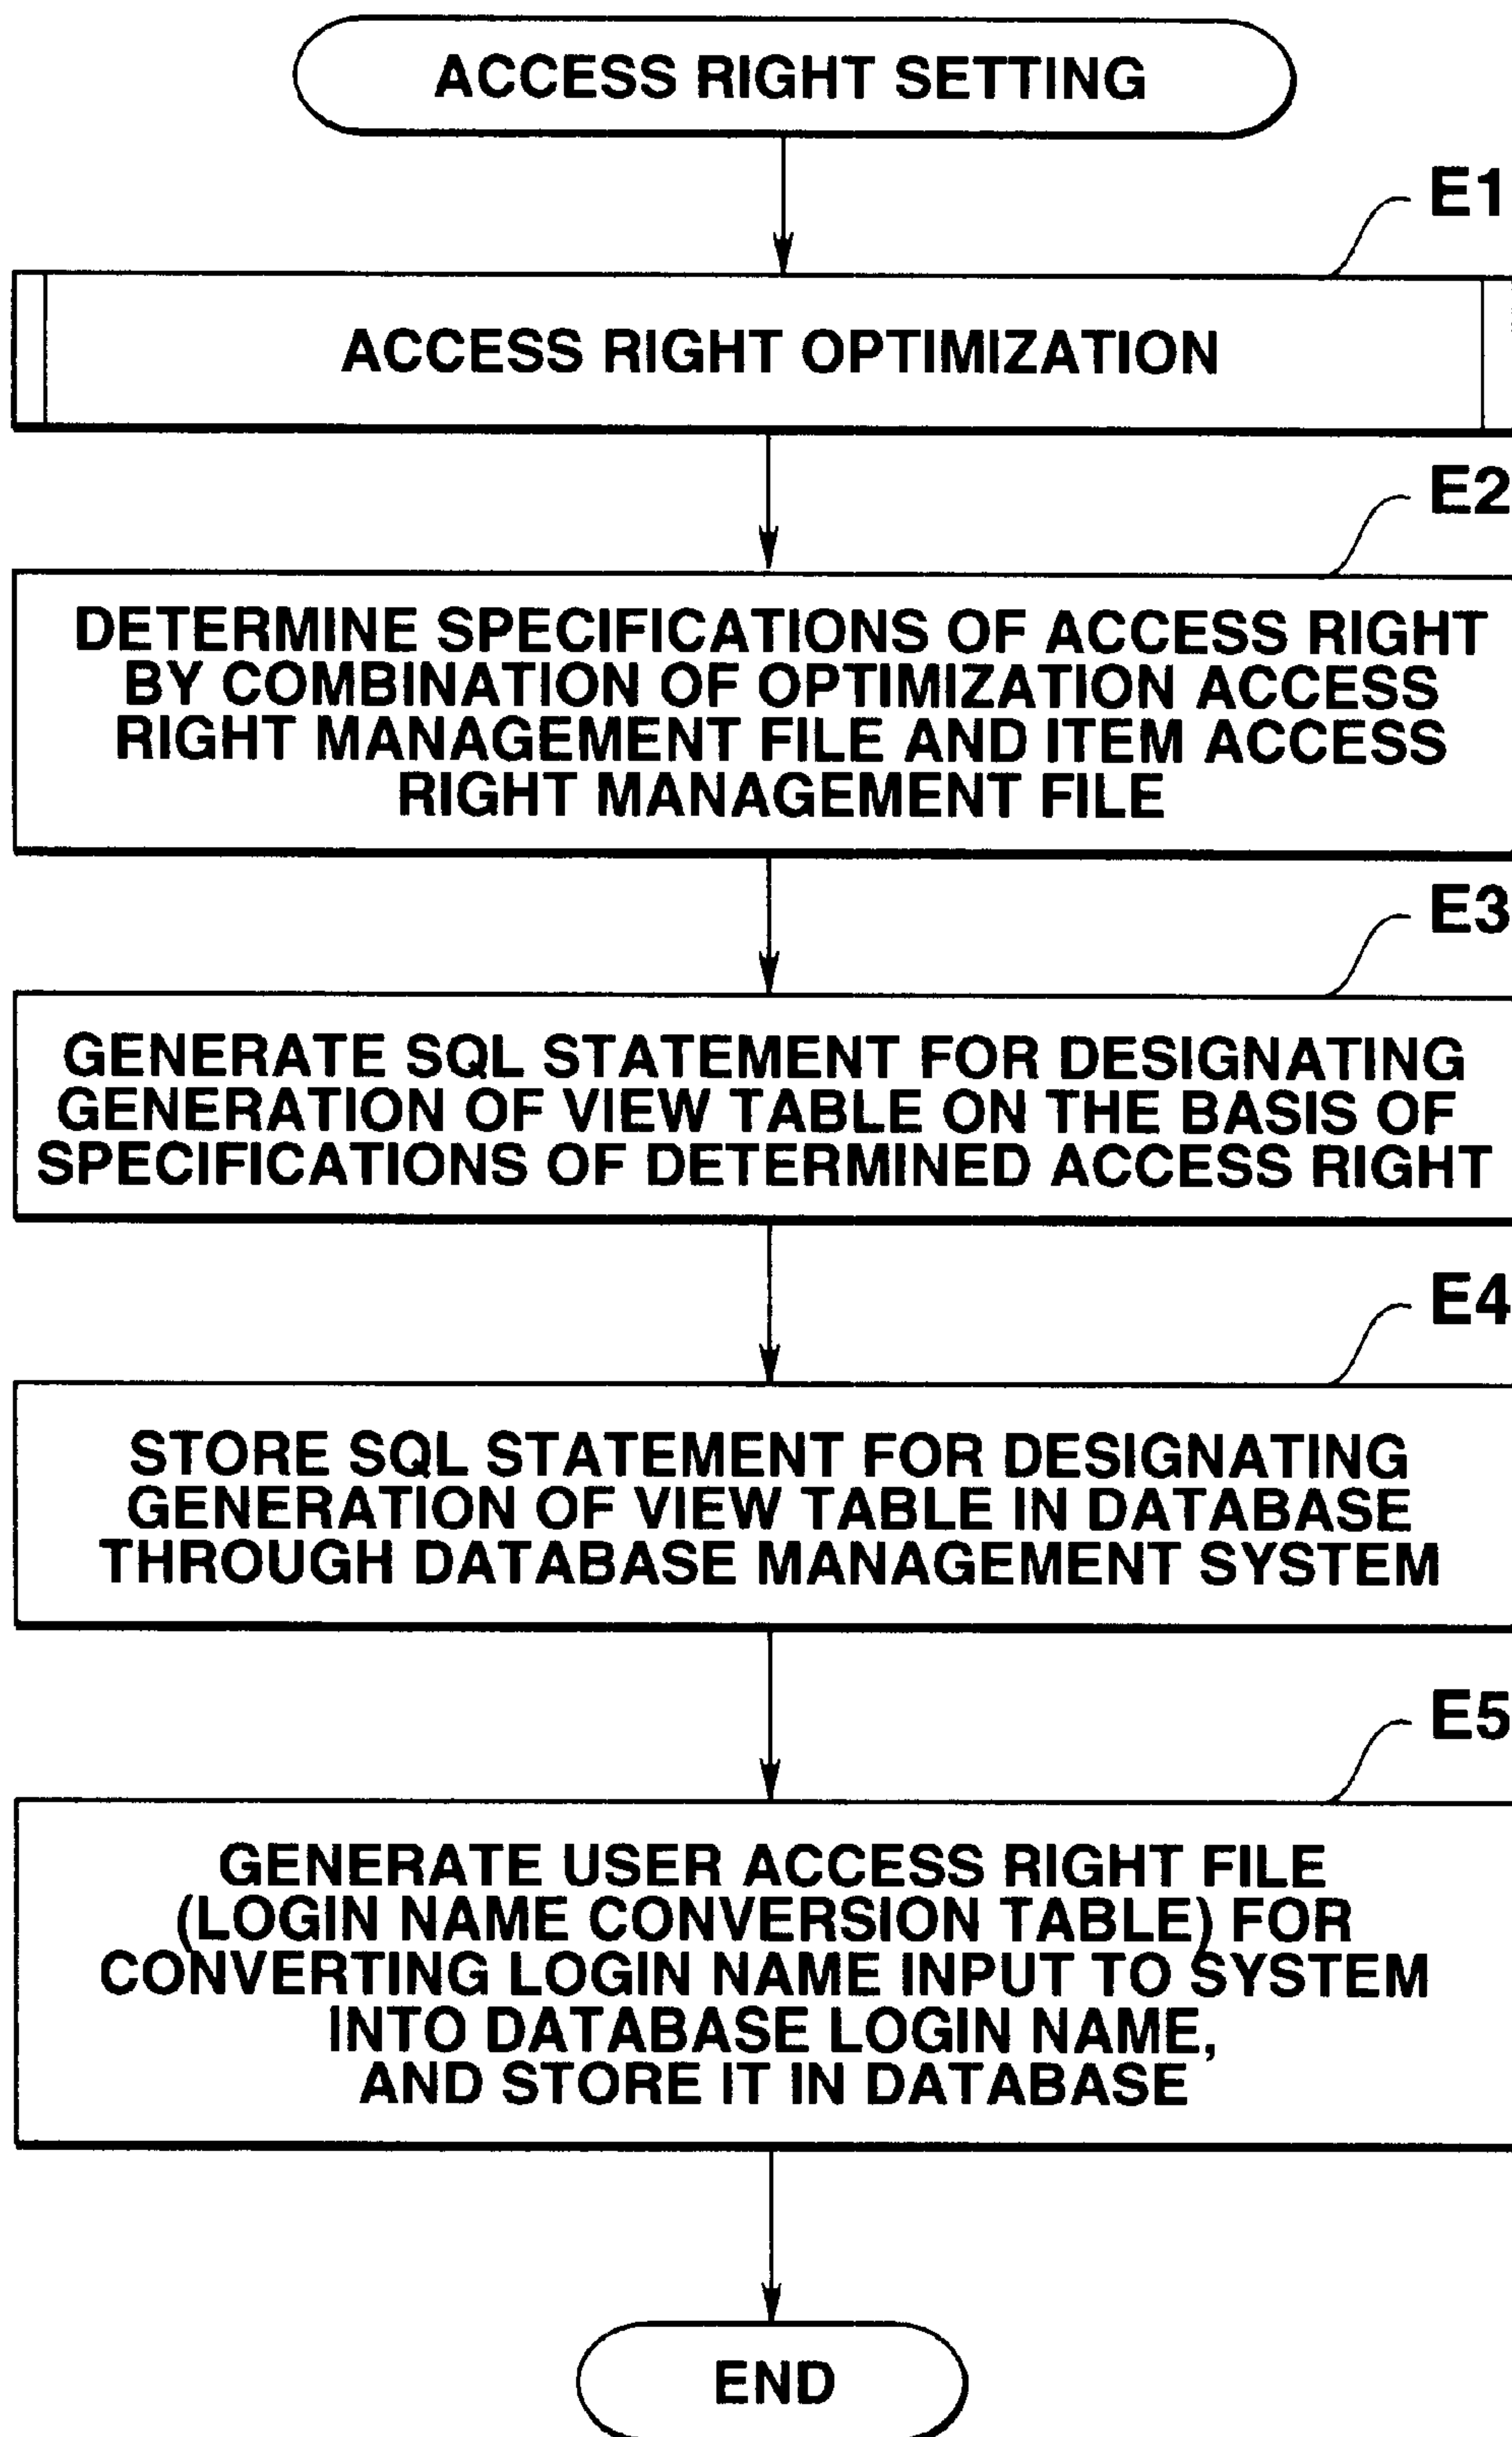 ACCESS RIGHT SETTING
E1
ACCESS RIGHT OPTIMIZATION
E2
DETERMINE SPECIFICATIONS OF ACCESS RIGHT
BY COMBINATION OF OPTIMIZATION ACCESS
RIGHT MANAGEMENT FILE AND ITEM ACCESS
RIGHT MANAGEMENT FILE
E3
GENERATE SQL STATEMENT FOR DESIGNATING
GENERATION OF VIEW TABLE ON THE BASIS OF
SPECIFICATIONS OF DETERMINED ACCESS RIGHT
E4
STORE SQL STATEMENT FOR DESIGNATING
GENERATION OF VIEW TABLE IN DATABASE
THROUGH DATABASE MANAGEMENT SYSTEM
E5
GENERATE USER ACCESS RIGHT FILE
(LOGIN NAME CONVERSION TABLE) FOR
CONVERTING LOGIN NAME INPUT TO SYSTEM
INTO DATABASE LOGIN NAME,
AND STORE IT IN DATABASE
END